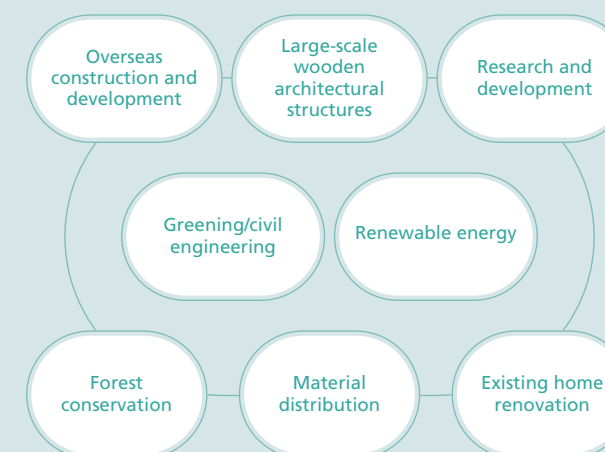 Overseas
construction and
development
Large-scale
wooden
architectural
structures
Research and
development
Greening/civil
engineering
Renewable energy
Forest
conservation
Material
distribution
Existing home
renovation